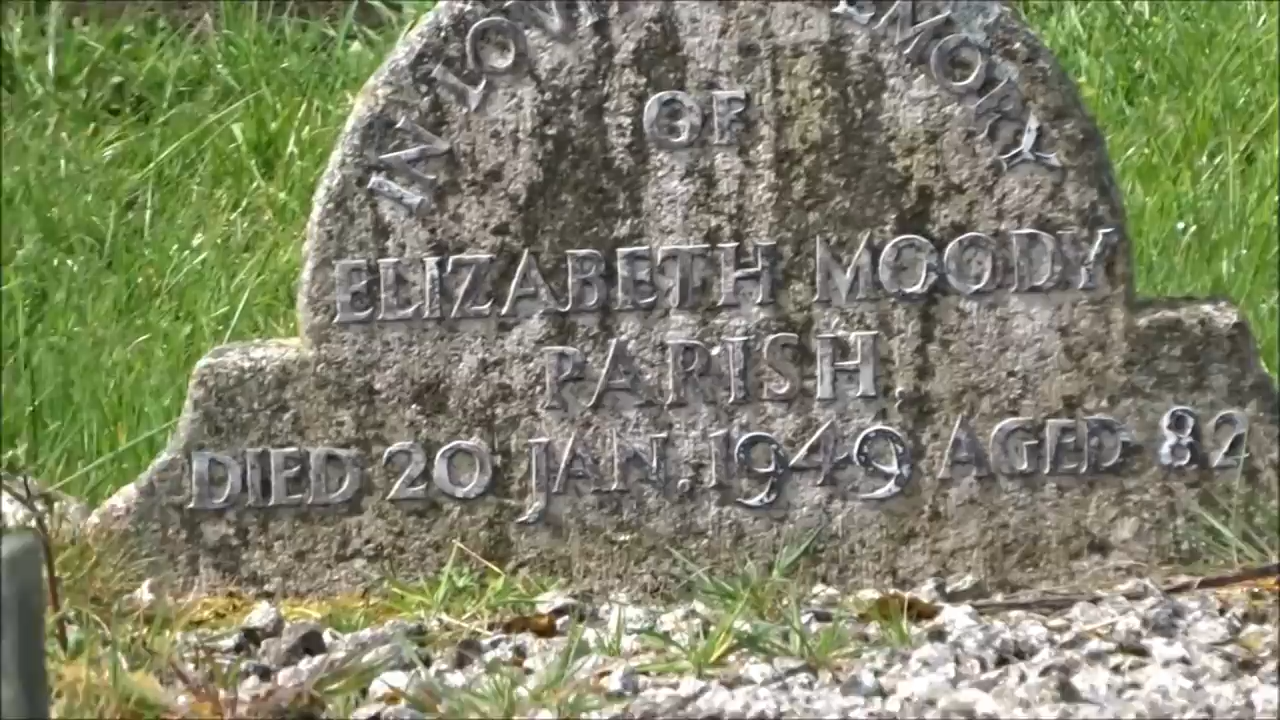 IN LOVING MEMORY
OF
ELIZABETH MOODY
PARISH,
DIED 20 JAN. 1949 AGED 82